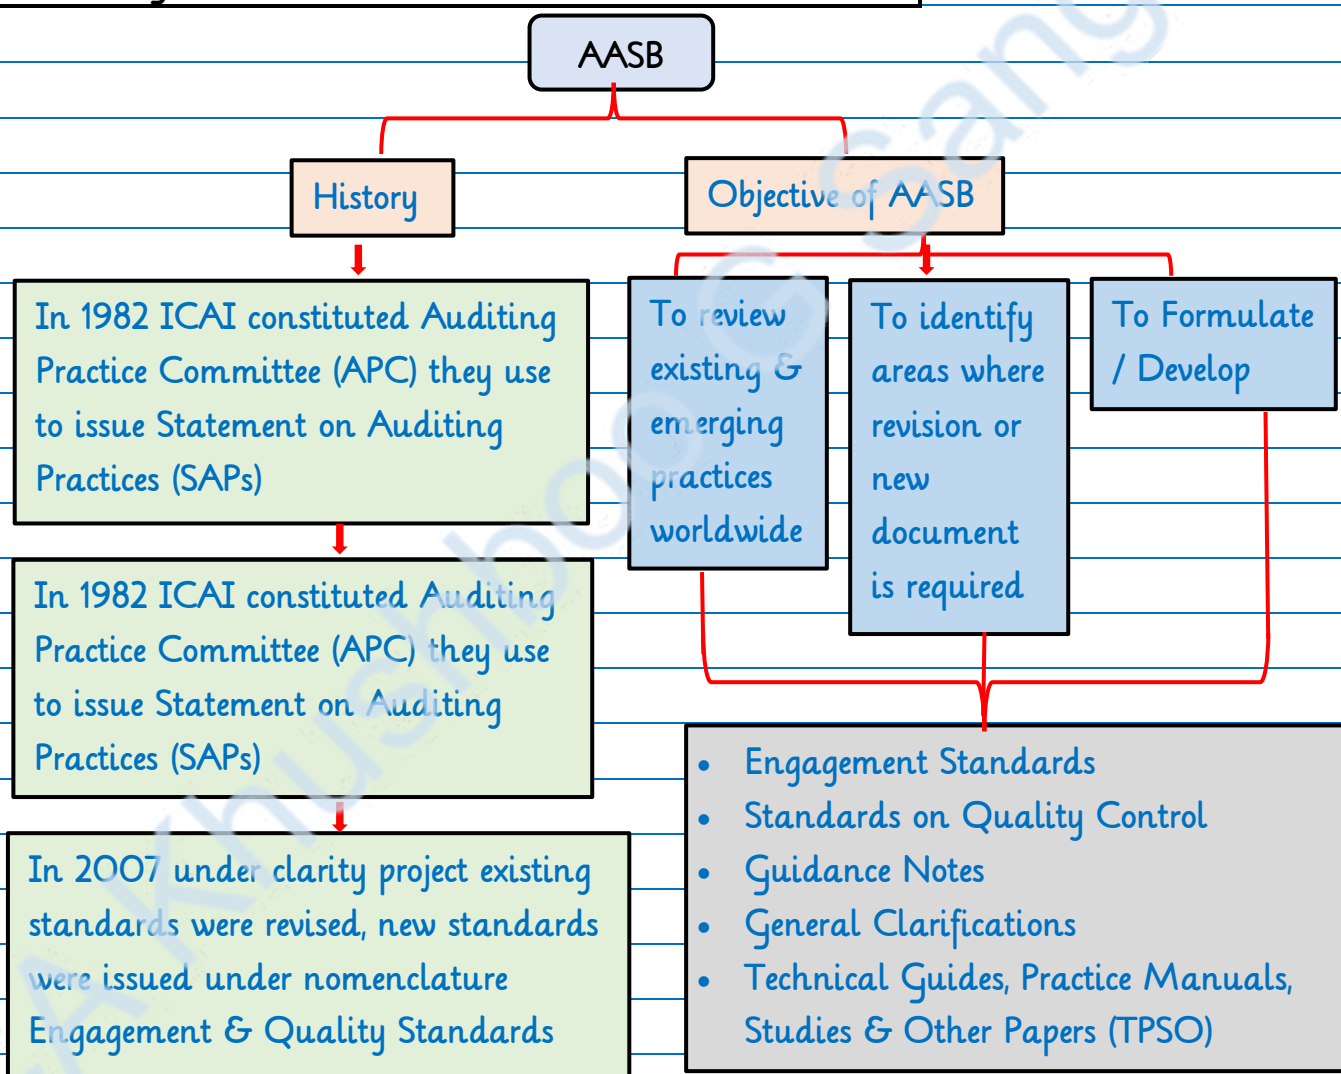 AASB
History
Objective of AASB
In 1982 ICAI constituted Auditing
Practice Committee (APC) they use
to issue Statement on Auditing
Practices (SAPs)
In 1982 ICAI constituted Auditing
Practice Committee (APC) they use
to issue Statement on Auditing
Practices (SAPs)
In 2007 under clarity project existing
standards were revised, new standards
were issued under nomenclature
Engagement & Quality Standards
To review
existing &
emerging
practices
worldwide
To identify
areas where
revision or
new
document
is required
To Formulate
/ Develop
• Engagement Standards
• Standards on Quality Control
• Guidance Notes
• General Clarifications
• Technical Guides, Practice Manuals,
Studies & Other Papers (TPSO)
A Khushboo G Sang